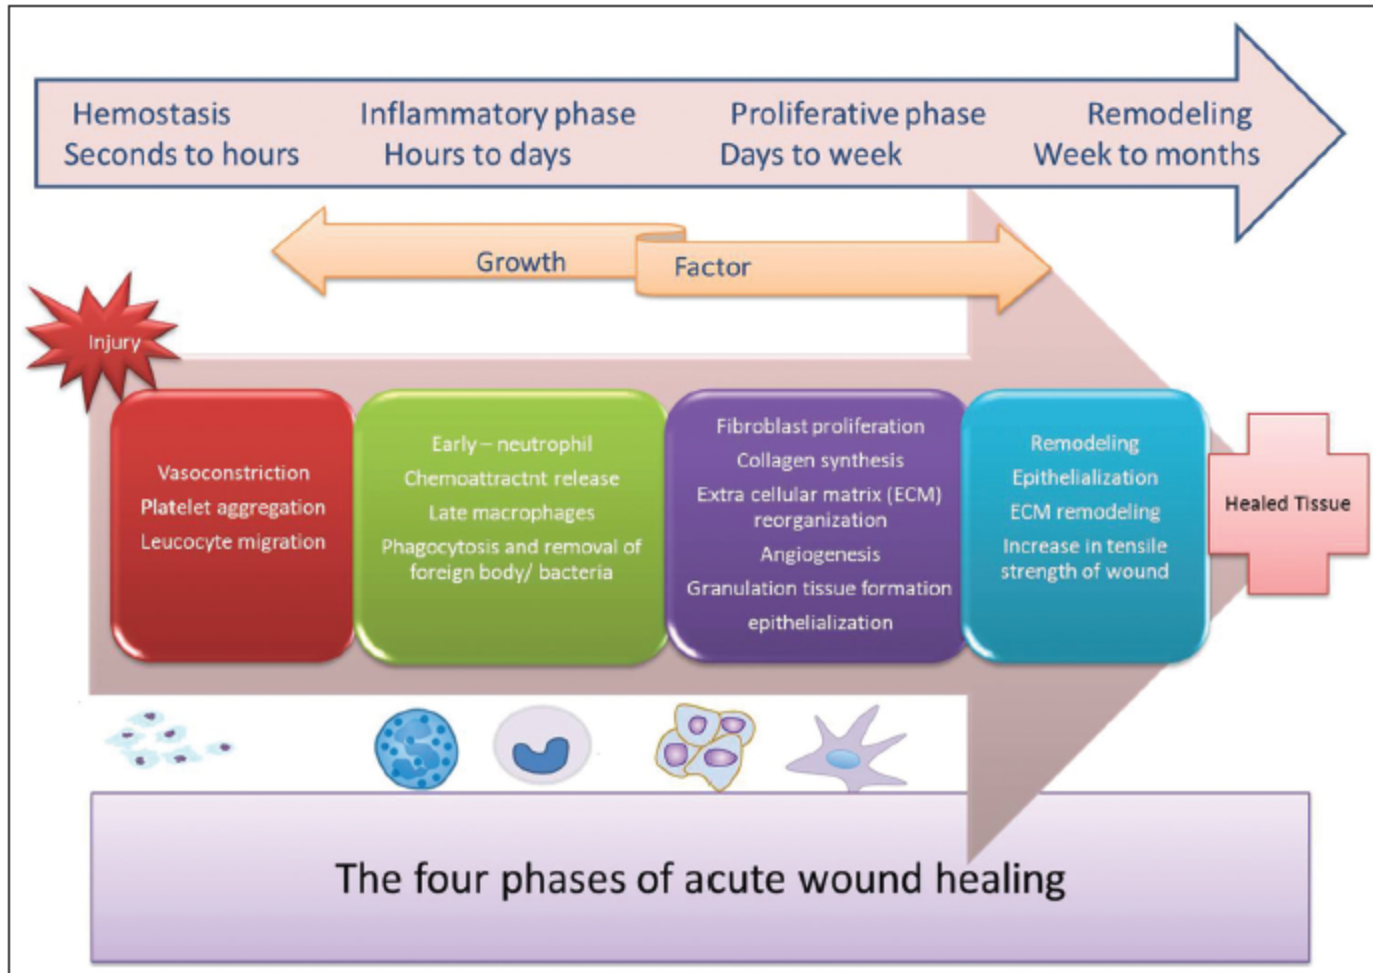 Hemostasis
Seconds to hours
Inflammatory phase
Hours to days
Proliferative phase
Days to week
Remodeling
Week to months
Growth
Factor
Injury
Vasoconstriction
Platelet aggregation
Leucocyte migration
Early – neutrophil
Chemoattractnt release
Late macrophages
Phagocytosis and removal of
foreign body/ bacteria
Fibroblast proliferation
Collagen synthesis
Extra cellular matrix (ECM)
reorganization
Angiogenesis
Granulation tissue formation
epithelialization
Remodeling
Epithelialization
ECM remodeling
Increase in tensile
strength of wound
Healed Tissue
The four phases of acute wound healing